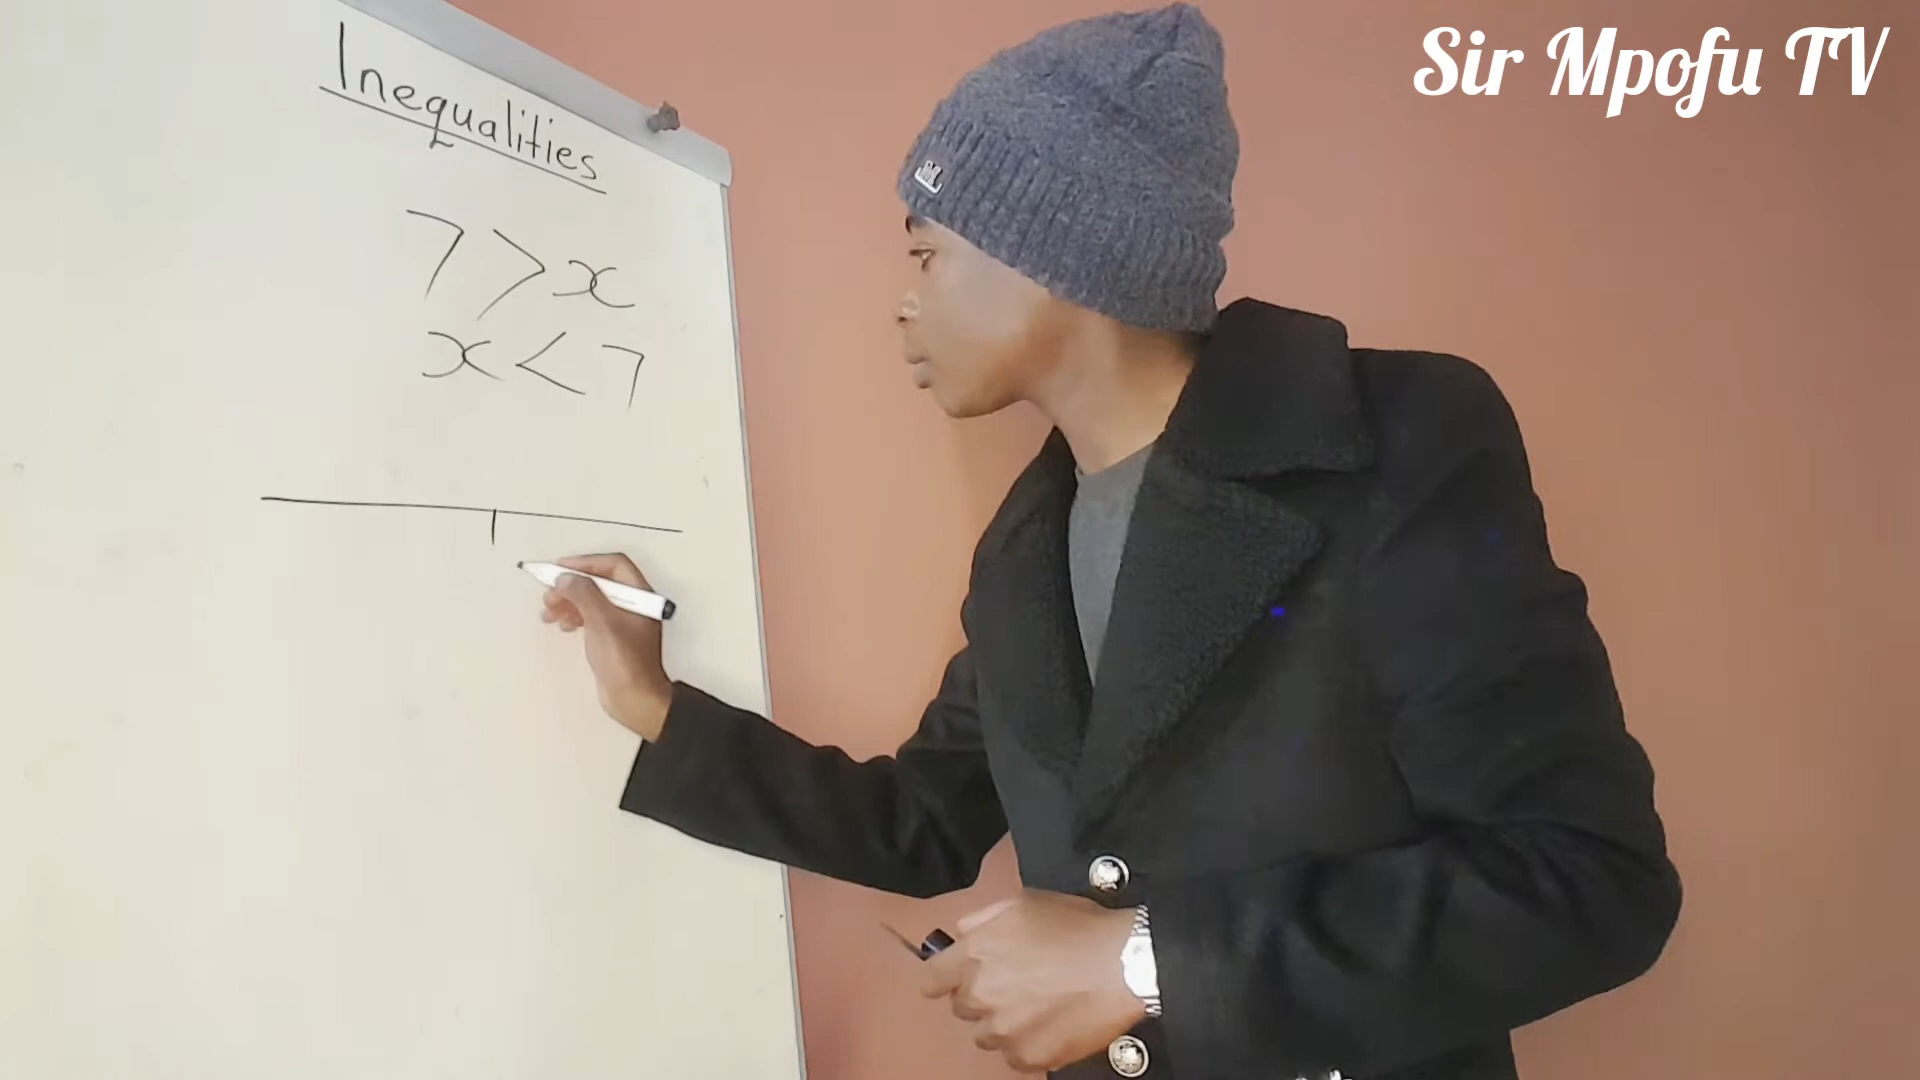 Sir Mpofu TV
Inequalities
7 > x
x < 7